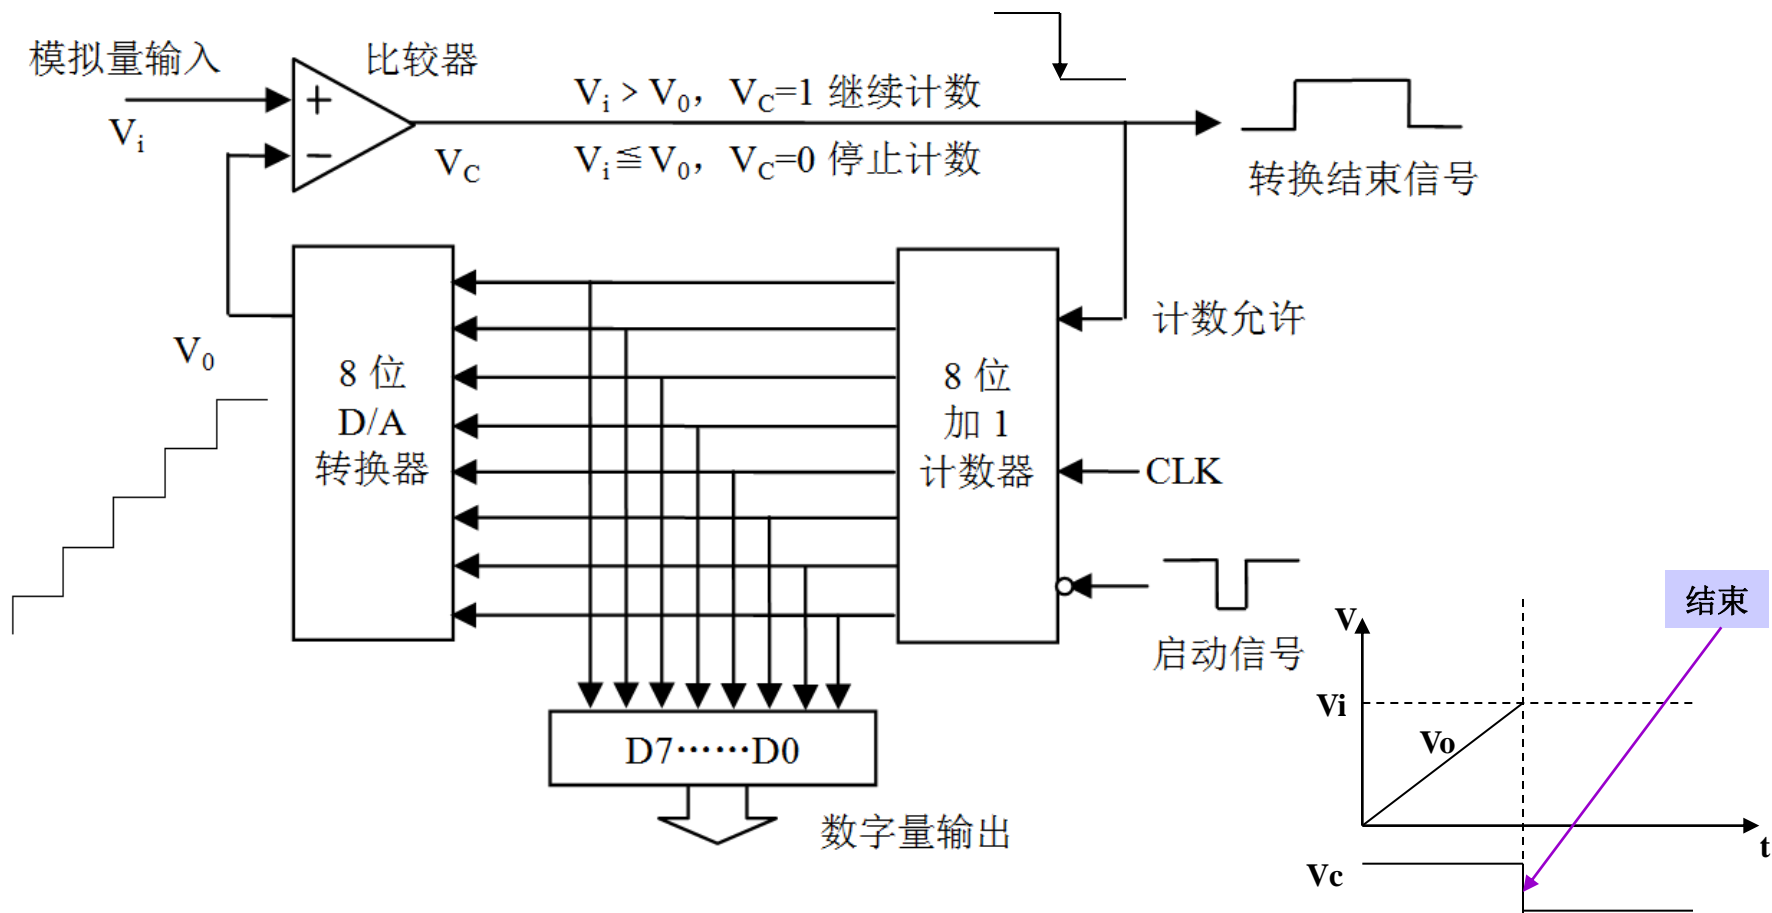 模拟量输入
比较器
Vi > V0，VC=1 继续计数
Vi
+
−
VC
Vi≦V0，VC=0 停止计数
转换结束信号
计数允许
V0
8 位
D/A
转换器
8 位
加 1
计数器
CLK
启动信号
D7······D0
数字量输出
结束
V
Vi
Vo
t
Vc